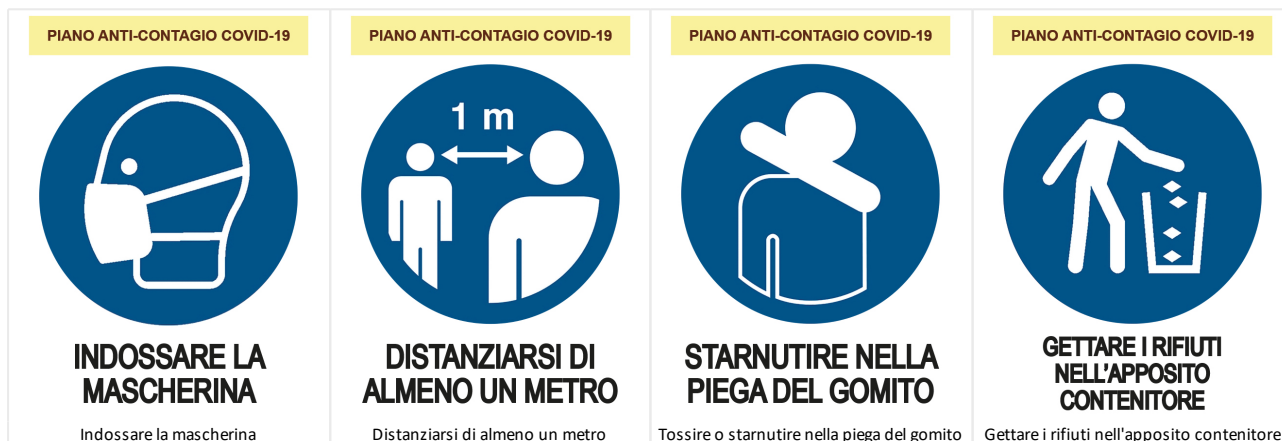 PIANO ANTI-CONTAGIO COVID-19
1 m
INDOSSARE LA
MASCHERINA
Indossare la mascherina
PIANO ANTI-CONTAGIO COVID-19
DISTANZIARSI DI
ALMENO UN METRO
Distanziarsi di almeno un metro
PIANO ANTI-CONTAGIO COVID-19
STARNUTIRE NELLA
PIEGA DEL GOMITO
Tossire o starnutire nella piega del gomito
PIANO ANTI-CONTAGIO COVID-19
GETTARE I RIFIUTI
NELL'APPOSITO
CONTENITORE
Gettare i rifiuti nell'apposito contenitore